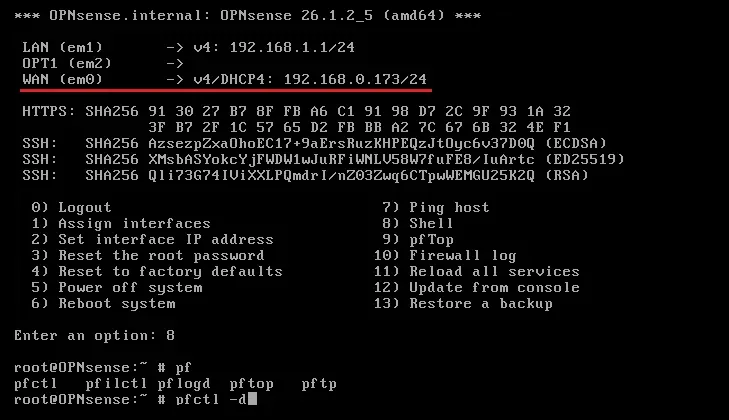 *** OPNsense.internal: OPNsense 26.1.2_5 (amd64) ***
LAN (em1) -> v4: 192.168.1.1/24
OPT1 (em2) ->
WAN (em0) -> v4/DHCP4: 192.168.0.173/24
HTTPS: SHA256 91 30 27 B7 8F FB A6 C1 91 98 D7 2C 9F 93 1A 32
3F B7 2F 1C 57 65 D2 FB BB A2 7C 67 6B 32 4E F1
SSH: SHA256 AzsezpZxaOhoEC17+9aErsRuzKHPEQzJtOyc6v37D0Q (ECDSA)
SSH: SHA256 XMsbASYokcYjFWDW1wJuRFiWNLV58W7fuFE8/IuArtc (ED25519)
SSH: SHA256 Qli73G74IViXXLPQmdrI/nZ03Zwq6CTpwWEMGU25K2Q (RSA)
0) Logout 7) Ping host
1) Assign interfaces 8) Shell
2) Set interface IP address 9) pfTop
3) Reset the root password 10) Firewall log
4) Reset to factory defaults 11) Reload all services
5) Power off system 12) Update from console
6) Reboot system 13) Restore a backup
Enter an option: 8
root@OPNsense:~ # pf
pfctl pfilctl pflogd pftop pftp
root@OPNsense:~ # pfctl -d